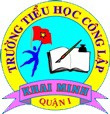 TRƯỜNG TIỂU HỌC CÔNG LẬP
KHAI MINH
QUẬN 1